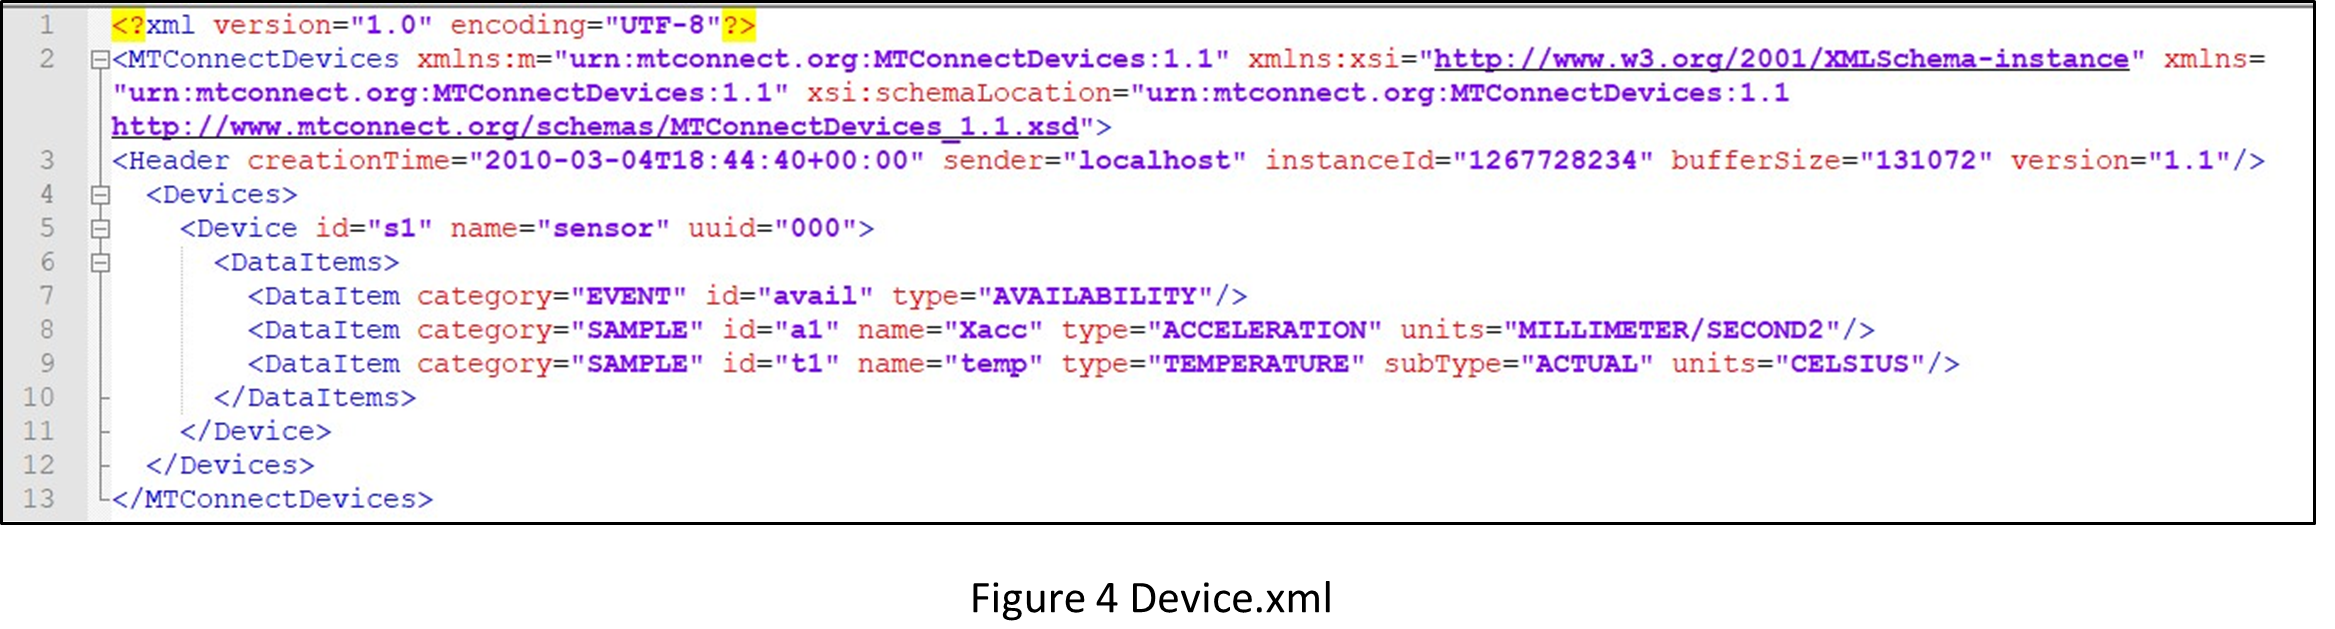 1 <?xml version="1.0" encoding="UTF-8"?>
2 <MTConnectDevices xmlns:m="urn:mtconnect.org:MTConnectDevices:1.1" xmlns:xsi="http://www.w3.org/2001/XMLSchema-instance" xmlns=
"urn:mtconnect.org:MTConnectDevices:1.1" xsi:schemaLocation="urn:mtconnect.org:MTConnectDevices:1.1
http://www.mtconnect.org/schemas/MTConnectDevices_1.1.xsd">
3 <Header creationTime="2010-03-04T18:44:40+00:00" sender="localhost" instanceId="1267728234" bufferSize="131072" version="1.1"/>
4 <Devices>
5 <Device id="s1" name="sensor" uuid="000">
6 <DataItems>
7 <DataItem category="EVENT" id="avail" type="AVAILABILITY"/>
8 <DataItem category="SAMPLE" id="a1" name="Xacc" type="ACCELERATION" units="MILLIMETER/SECOND2"/>
9 <DataItem category="SAMPLE" id="t1" name="temp" type="TEMPERATURE" subType="ACTUAL" units="CELSIUS"/>
10 </DataItems>
11 </Device>
12 </Devices>
13 </MTConnectDevices>
Figure 4 Device.xml